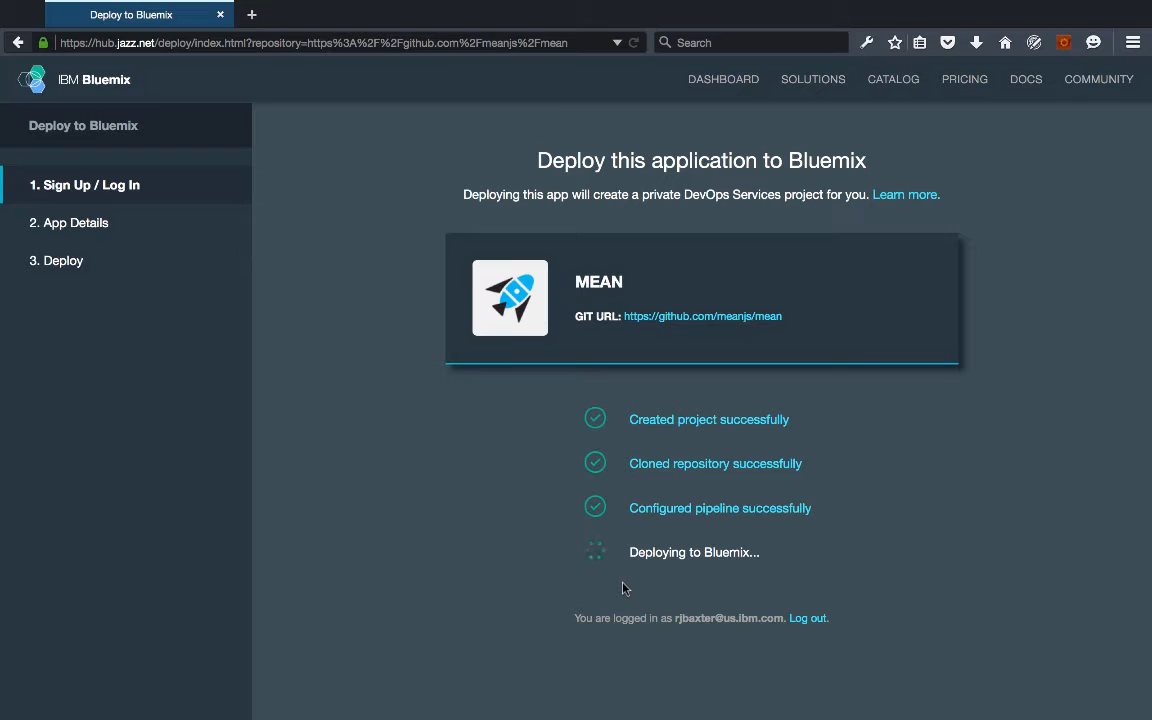 Deploy to Bluemix
https://hub.jazz.net/deploy/index.html?repository=https%3A%2F%2Fgithub.com%2Fmeanjs%2Fmean
Search
IBM Bluemix
DASHBOARD SOLUTIONS CATALOG PRICING DOCS COMMUNITY
Deploy to Bluemix
1. Sign Up / Log In
2. App Details
3. Deploy
Deploy this application to Bluemix
Deploying this app will create a private DevOps Services project for you. Learn more.
MEAN
GIT URL: https://github.com/meanjs/mean
Created project successfully
Cloned repository successfully
Configured pipeline successfully
Deploying to Bluemix...
You are logged in as rjbaxter@us.ibm.com. Log out.